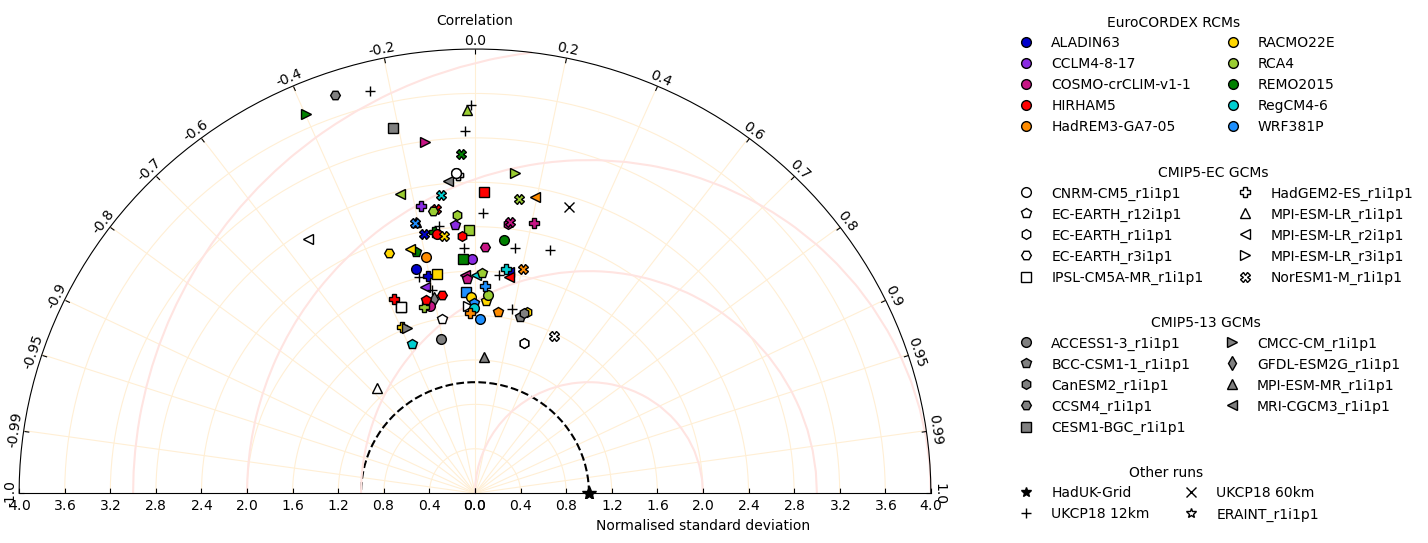 Correlation
0.0
-0.2
0.2
-0.4
0.4
-0.6
0.6
-0.7
0.7
-0.8
0.8
-0.9
0.9
-0.95
0.95
-0.99
0.99
-1.0
1.0
4.0 3.6 3.2 2.8 2.4 2.0 1.6 1.2 0.8 0.4 0.0 0.4 0.8 1.2 1.6 2.0 2.4 2.8 3.2 3.6 4.0
Normalised standard deviation
EuroCORDEX RCMs
ALADIN63
CCLM4-8-17
COSMO-crCLIM-v1-1
HIRHAM5
HadREM3-GA7-05
RACMO22E
RCA4
REMO2015
RegCM4-6
WRF381P
CMIP5-EC GCMs
CNRM-CM5_r1i1p1
EC-EARTH_r12i1p1
EC-EARTH_r1i1p1
EC-EARTH_r3i1p1
IPSL-CM5A-MR_r1i1p1
HadGEM2-ES_r1i1p1
MPI-ESM-LR_r1i1p1
MPI-ESM-LR_r2i1p1
MPI-ESM-LR_r3i1p1
NorESM1-M_r1i1p1
CMIP5-13 GCMs
ACCESS1-3_r1i1p1
BCC-CSM1-1_r1i1p1
CanESM2_r1i1p1
CCSM4_r1i1p1
CESM1-BGC_r1i1p1
CMCC-CM_r1i1p1
GFDL-ESM2G_r1i1p1
MPI-ESM-MR_r1i1p1
MRI-CGCM3_r1i1p1
Other runs
HadUK-Grid
UKCP18 12km
UKCP18 60km
ERAINT_r1i1p1